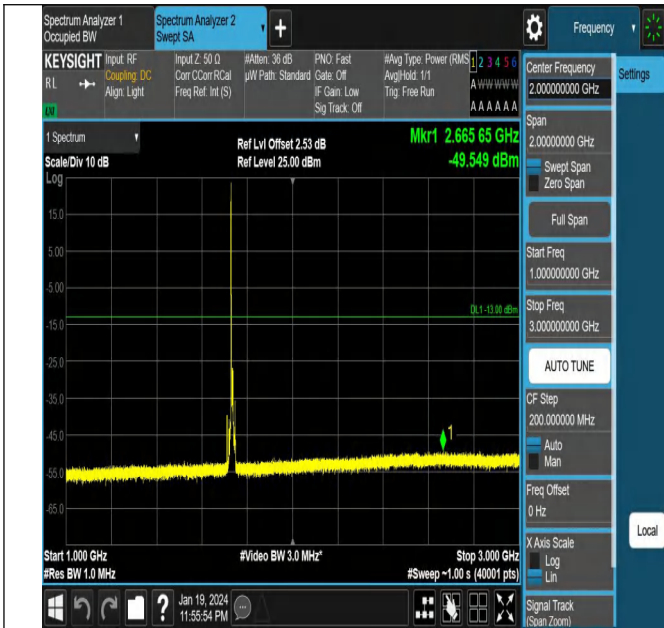 Spectrum Analyzer 1
Occupied BW
Spectrum Analyzer 2
Swept SA
+
Frequency
KEYSIGHT
RL
LXI
Input: RF
Coupling: DC
Align: Light
Input Z: 50 Ω
Corr CCorr RCal
Freq Ref: Int (S)
#Atten: 36 dB
µW Path: Standard
PNO: Fast
Gate: Off
IF Gain: Low
Sig Track: Off
#Avg Type: Power (RMS
Avg|Hold: 1/1
Trig: Free Run
1 2 3 4 5 6
A W W W W W
A A A A A A
Center Frequency
2.000000000 GHz
Settings
Span
2.00000000 GHz
Swept Span
Zero Span
Full Span
Start Freq
1.000000000 GHz
Stop Freq
3.000000000 GHz
AUTO TUNE
CF Step
200.000000 MHz
Auto
Man
Freq Offset
0 Hz
X Axis Scale
Log
Lin
Signal Track
(Span Zoom)
Local
1 Spectrum
Scale/Div 10 dB
Ref Lvl Offset 2.53 dB
Ref Level 25.00 dBm
Mkr1 2.665 65 GHz
-49.549 dBm
Log
15.0
5.00
-5.00
-15.0
-25.0
-35.0
-45.0
-55.0
-65.0
DL1 -13.00 dBm
1
Start 1.000 GHz
#Res BW 1.0 MHz
#Video BW 3.0 MHz*
Stop 3.000 GHz
#Sweep ~1.00 s (40001 pts)
?
Jan 19, 2024
11:55:54 PM